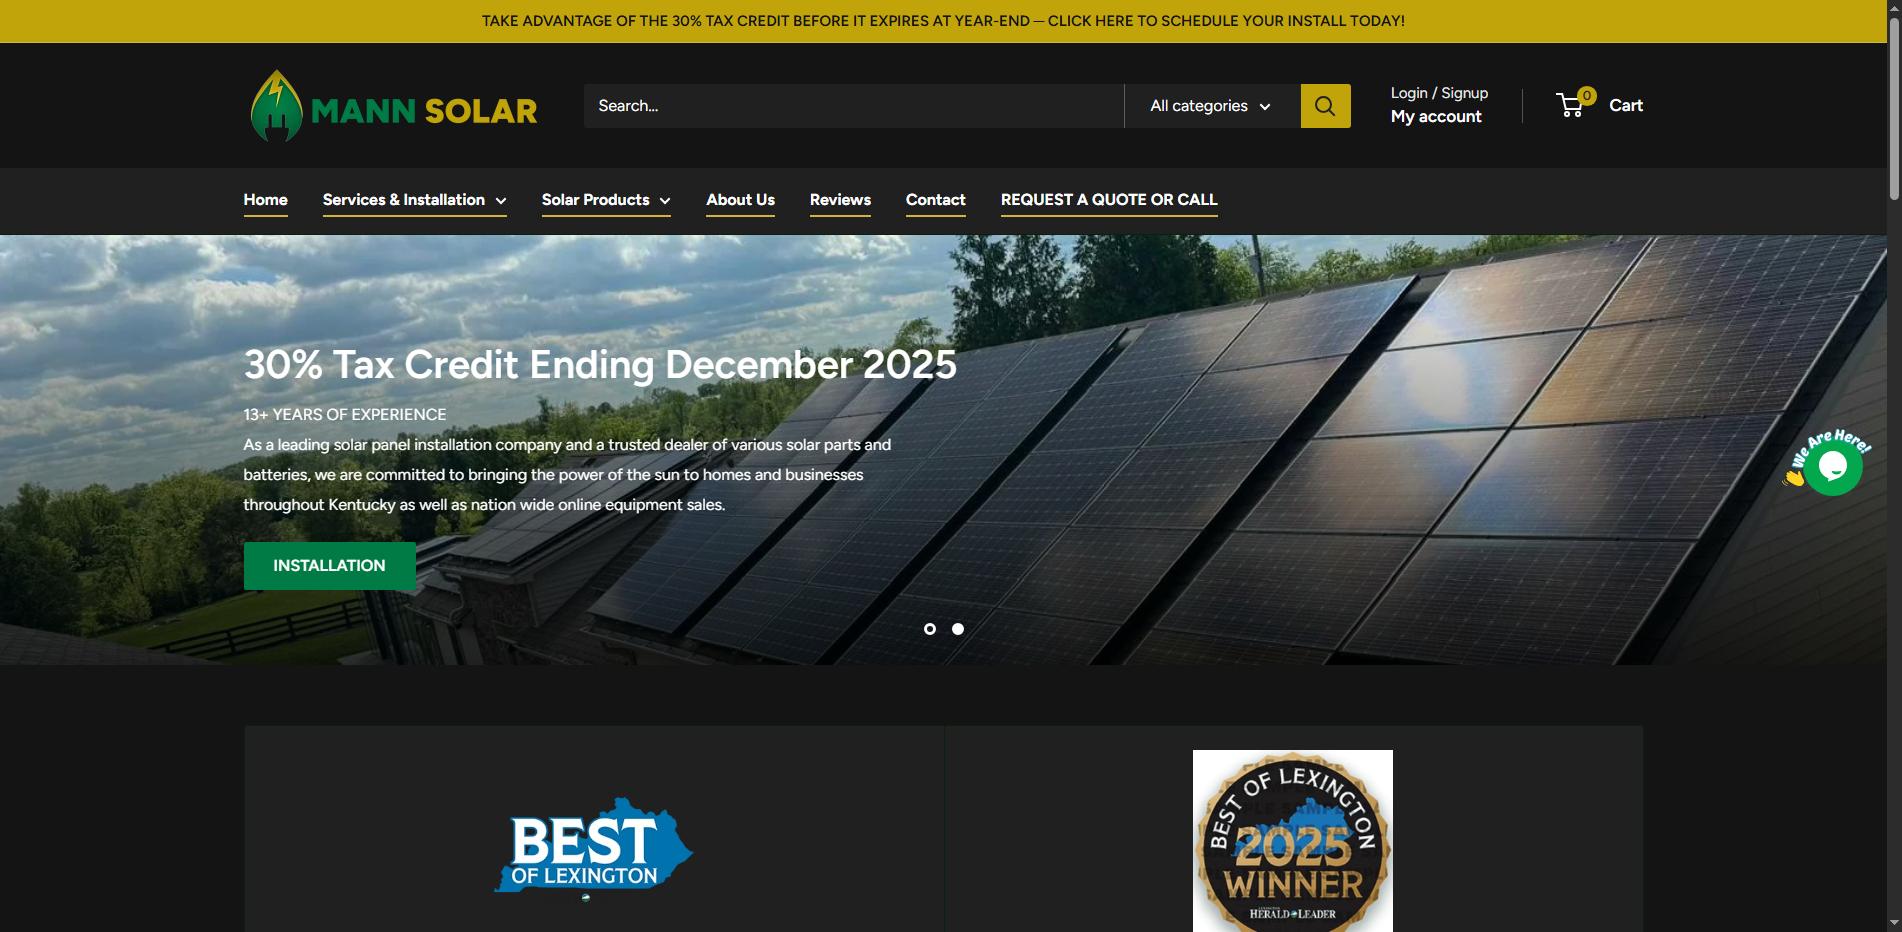 TAKE ADVANTAGE OF THE 30% TAX CREDIT BEFORE IT EXPIRES AT YEAR-END — CLICK HERE TO SCHEDULE YOUR INSTALL TODAY!
MANN SOLAR
Search...
All categories
Login / Signup
My account
0
Cart
Home
Services & Installation
Solar Products
About Us
Reviews
Contact
REQUEST A QUOTE OR CALL
30% Tax Credit Ending December 2025
13+ YEARS OF EXPERIENCE
As a leading solar panel installation company and a trusted dealer of various solar parts and
batteries, we are committed to bringing the power of the sun to homes and businesses
throughout Kentucky as well as nation wide online equipment sales.
INSTALLATION
We Are Here!
BEST
OF LEXINGTON
BEST OF LEXINGTON
2025
WINNER
HERALD LEADER